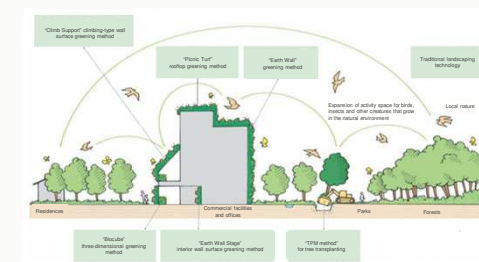 "Climb Support" climbing-type wall
surface greening method
"Picnic Turf"
rooftop greening method
"Earth Wall"
greening method
Traditional landscaping
technology
Expansion of activity space for birds,
insects and other creatures that grow
in the natural environment
Local nature
Residences
Commercial facilities
and offices
Parks
Forests
"Biocube"
three-dimensional greening
method
"Earth Wall Stage"
interior wall surface greening method
"TPM method"
for tree transplanting